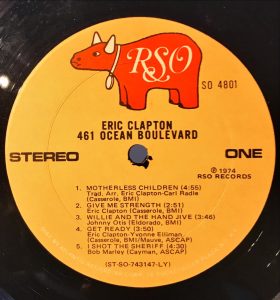 RSO
SO 4801
ERIC CLAPTON
461 OCEAN BOULEVARD
STEREO
ONE
℗ 1974
RSO RECORDS
1. MOTHERLESS CHILDREN (4:55)
Trad. Arr. Eric Clapton-Carl Radle
(Casserole, BMI)
2. GIVE ME STRENGTH (2:51)
Eric Clapton (Casserole, BMI)
3. WILLIE AND THE HAND JIVE (3:46)
Johnny Otis (Eldorado, BMI)
4. GET READY (3:50)
Eric Clapton-Yvonne Elliman,
(Casserole, BMI/Mauve, ASCAP)
5. I SHOT THE SHERIFF (4:30)
Bob Marley (Cayman, ASCAP)
(ST-SO-743147-LY)